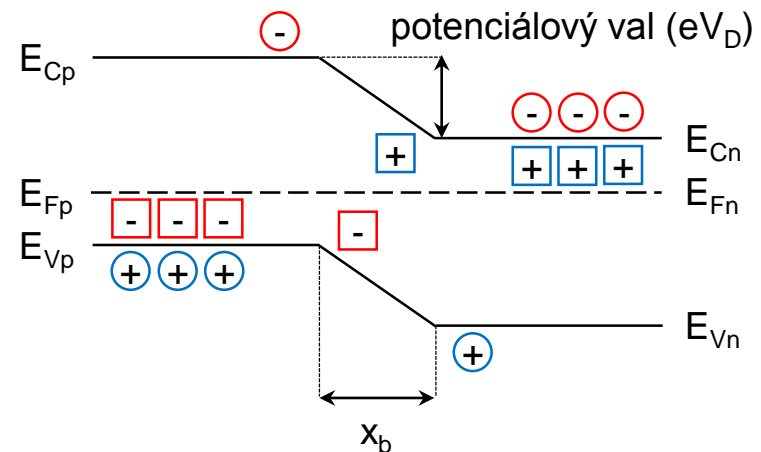 potenciálový val (eV_D)
-
E_Cp
- - -
+
E_Cn
+ + +
E_Fp
E_Fn
- - -
-
E_Vp
+ + +
E_Vn
+
x_b